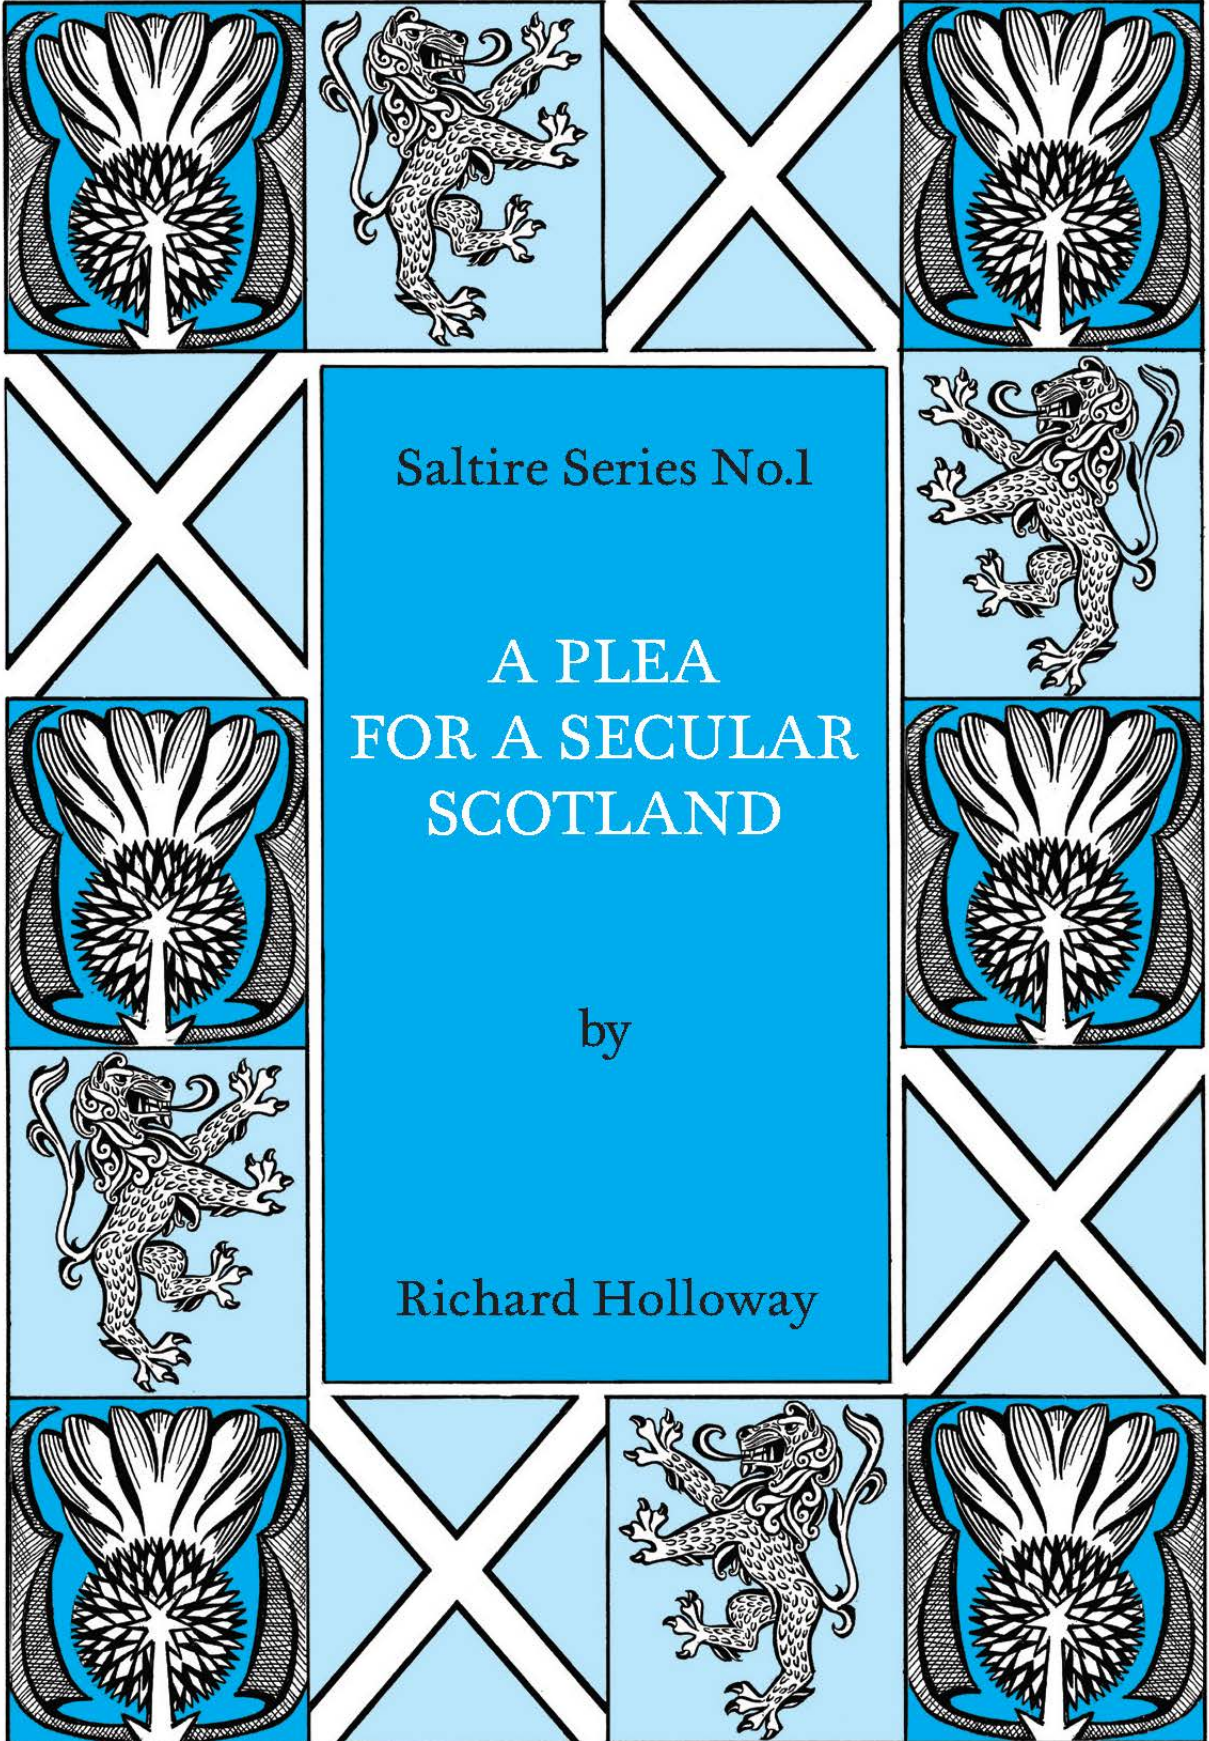 Saltire Series No.1
A PLEA
FOR A SECULAR
SCOTLAND
by
Richard Holloway